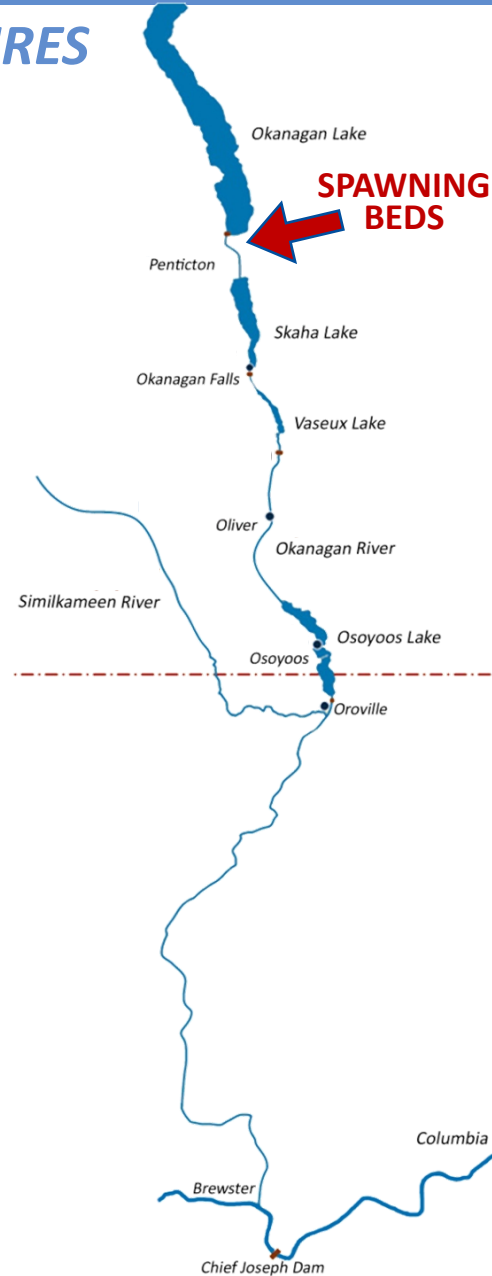 IRES
Okanagan Lake
SPAWNING
BEDS
Penticton
Skaha Lake
Okanagan Falls
Vaseux Lake
Oliver
Okanagan River
Similkameen River
Osoyoos Lake
Osoyoos
Oroville
Columbia
Brewster
Chief Joseph Dam